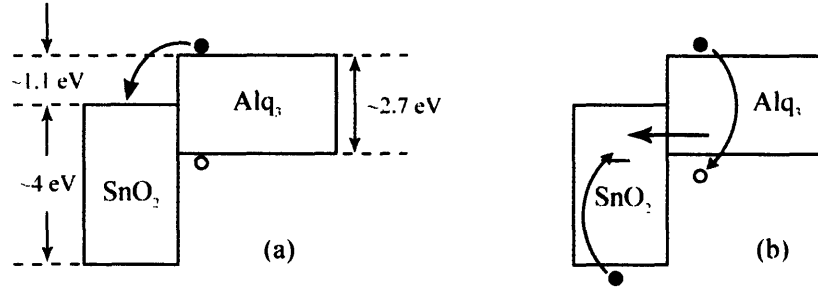 ~1.1 eV
Alq₃
~2.7 eV
~4 eV
SnO₂
(a)
Alq₃
SnO₂
(b)